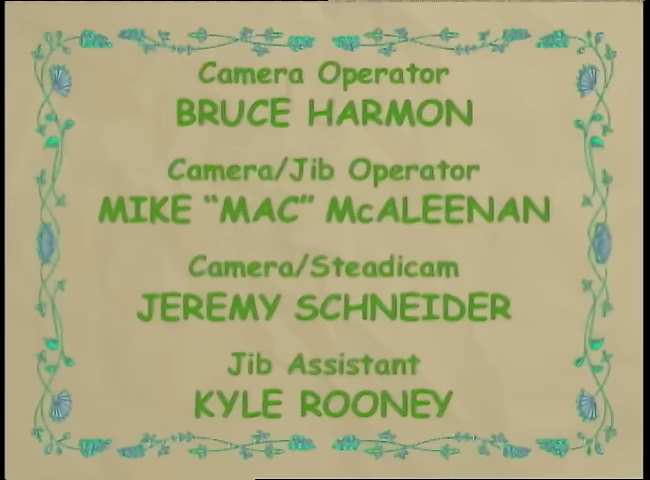 Camera Operator
BRUCE HARMON
Camera/Jib Operator
MIKE “MAC” McALEENAN
Camera/Steadicam
JEREMY SCHNEIDER
Jib Assistant
KYLE ROONEY